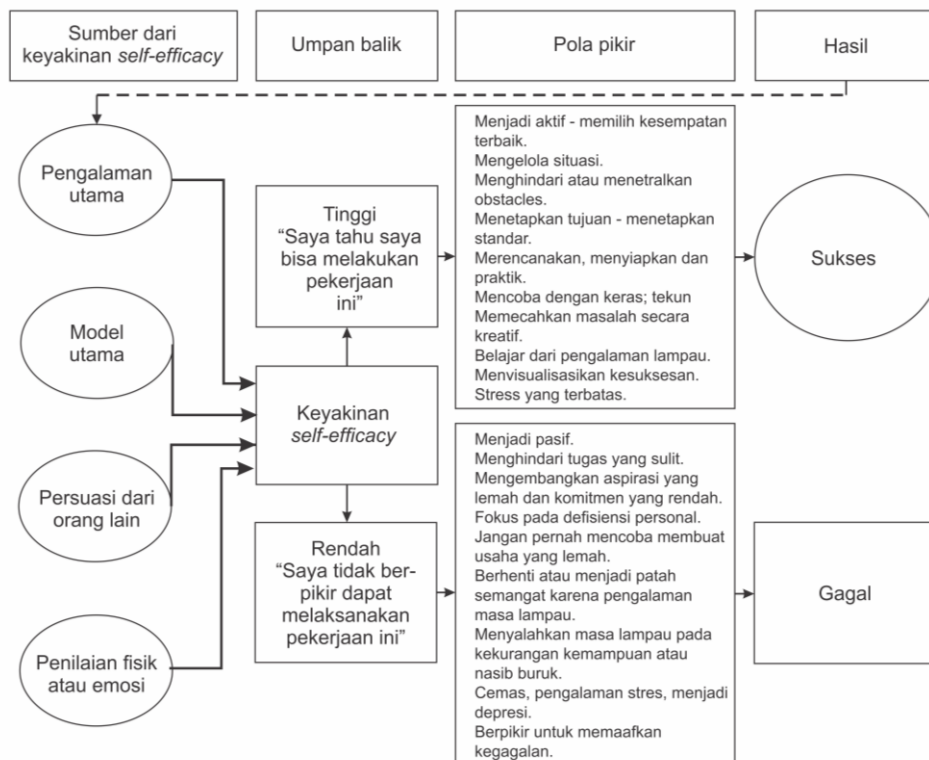 Sumber dari
keyakinan self-efficacy
Umpan balik
Pola pikir
Hasil
Pengalaman
utama
Model
utama
Persuasi dari
orang lain
Penilaian fisik
atau emosi
Tinggi
“Saya tahu saya
bisa melakukan
pekerjaan
ini”
Keyakinan
self-efficacy
Rendah
“Saya tidak ber-
pikir dapat
melaksanakan
pekerjaan ini”
Menjadi aktif - memilih kesempatan
terbaik.
Mengelola situasi.
Menghindari atau menetralkan
obstacles.
Menetapkan tujuan - menetapkan
standar.
Merencanakan, menyiapkan dan
praktik.
Mencoba dengan keras; tekun
Memecahkan masalah secara
kreatif.
Belajar dari pengalaman lampau.
Menvisualisasikan kesuksesan.
Stress yang terbatas.
Menjadi pasif.
Menghindari tugas yang sulit.
Mengembangkan aspirasi yang
lemah dan komitmen yang rendah.
Fokus pada defisiensi personal.
Jangan pernah mencoba membuat
usaha yang lemah.
Berhenti atau menjadi patah
semangat karena pengalaman
masa lampau.
Menyalahkan masa lampau pada
kekurangan kemampuan atau
nasib buruk.
Cemas, pengalaman stres, menjadi
depresi.
Berpikir untuk memaafkan
kegagalan.
Sukses
Gagal